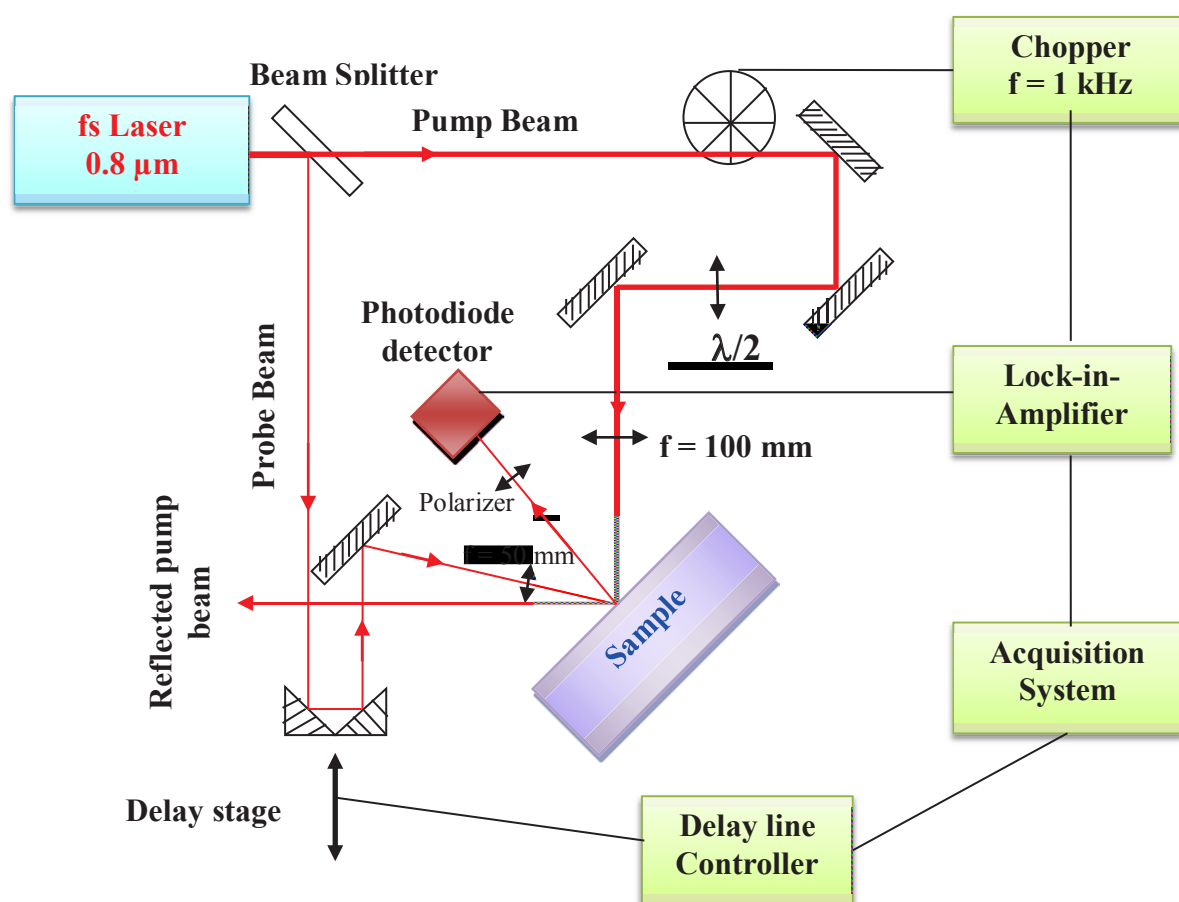 Chopper
f = 1 kHz
Beam Splitter
fs Laser
0.8 µm
Pump Beam
Photodiode
detector
λ/2
Lock-in-
Amplifier
Probe Beam
f = 100 mm
Polarizer
f = 50 mm
Reflected pump
beam
Sample
Acquisition
System
Delay stage
Delay line
Controller